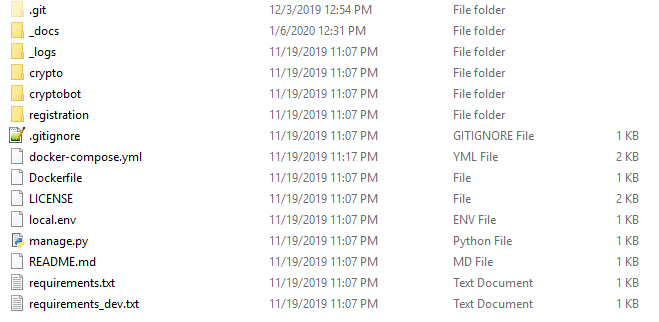 .git 12/3/2019 12:54 PM File folder
_docs 1/6/2020 12:31 PM File folder
_logs 11/19/2019 11:07 PM File folder
crypto 11/19/2019 11:07 PM File folder
cryptobot 11/19/2019 11:07 PM File folder
registration 11/19/2019 11:07 PM File folder
.gitignore 11/19/2019 11:07 PM GITIGNORE File 1 KB
docker-compose.yml 11/19/2019 11:17 PM YML File 2 KB
Dockerfile 11/19/2019 11:07 PM File 1 KB
LICENSE 11/19/2019 11:07 PM File 2 KB
local.env 11/19/2019 11:07 PM ENV File 1 KB
manage.py 11/19/2019 11:07 PM Python File 1 KB
README.md 11/19/2019 11:07 PM MD File 1 KB
requirements.txt 11/19/2019 11:07 PM Text Document 1 KB
requirements_dev.txt 11/19/2019 11:07 PM Text Document 1 KB